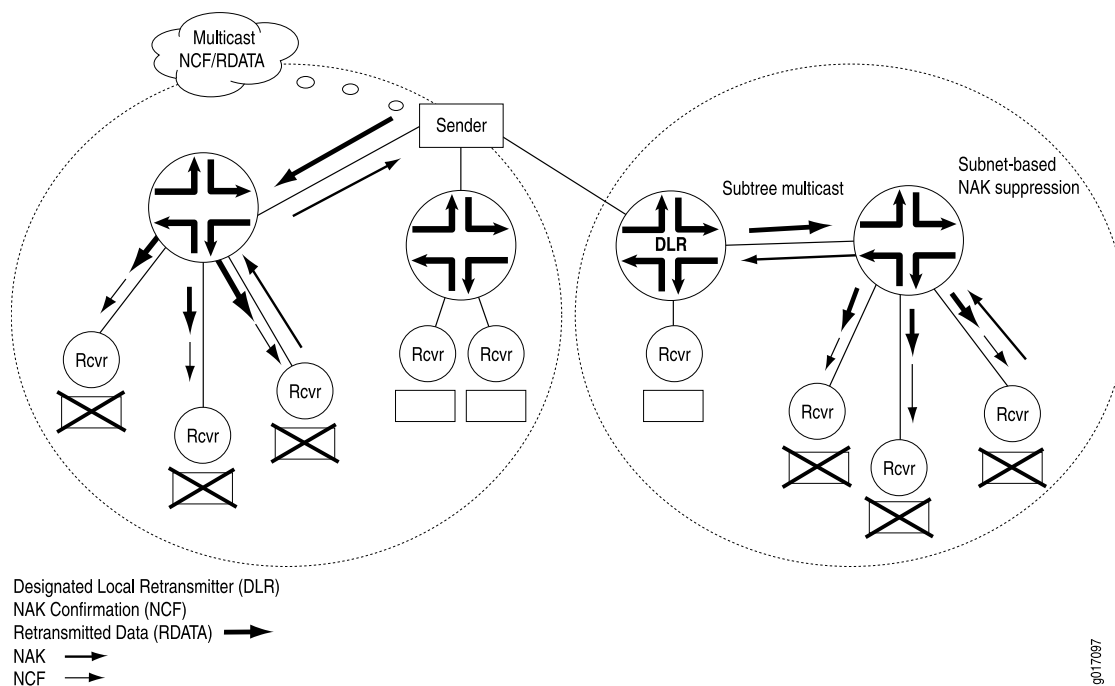 Multicast
NCF/RDATA
Sender
Subtree multicast
Subnet-based
NAK suppression
DLR
Rcvr
Rcvr
Rcvr
Rcvr
Rcvr
Rcvr
Rcvr
Rcvr
Rcvr
Designated Local Retransmitter (DLR)
NAK Confirmation (NCF)
Retransmitted Data (RDATA)
NAK
NCF
g017097